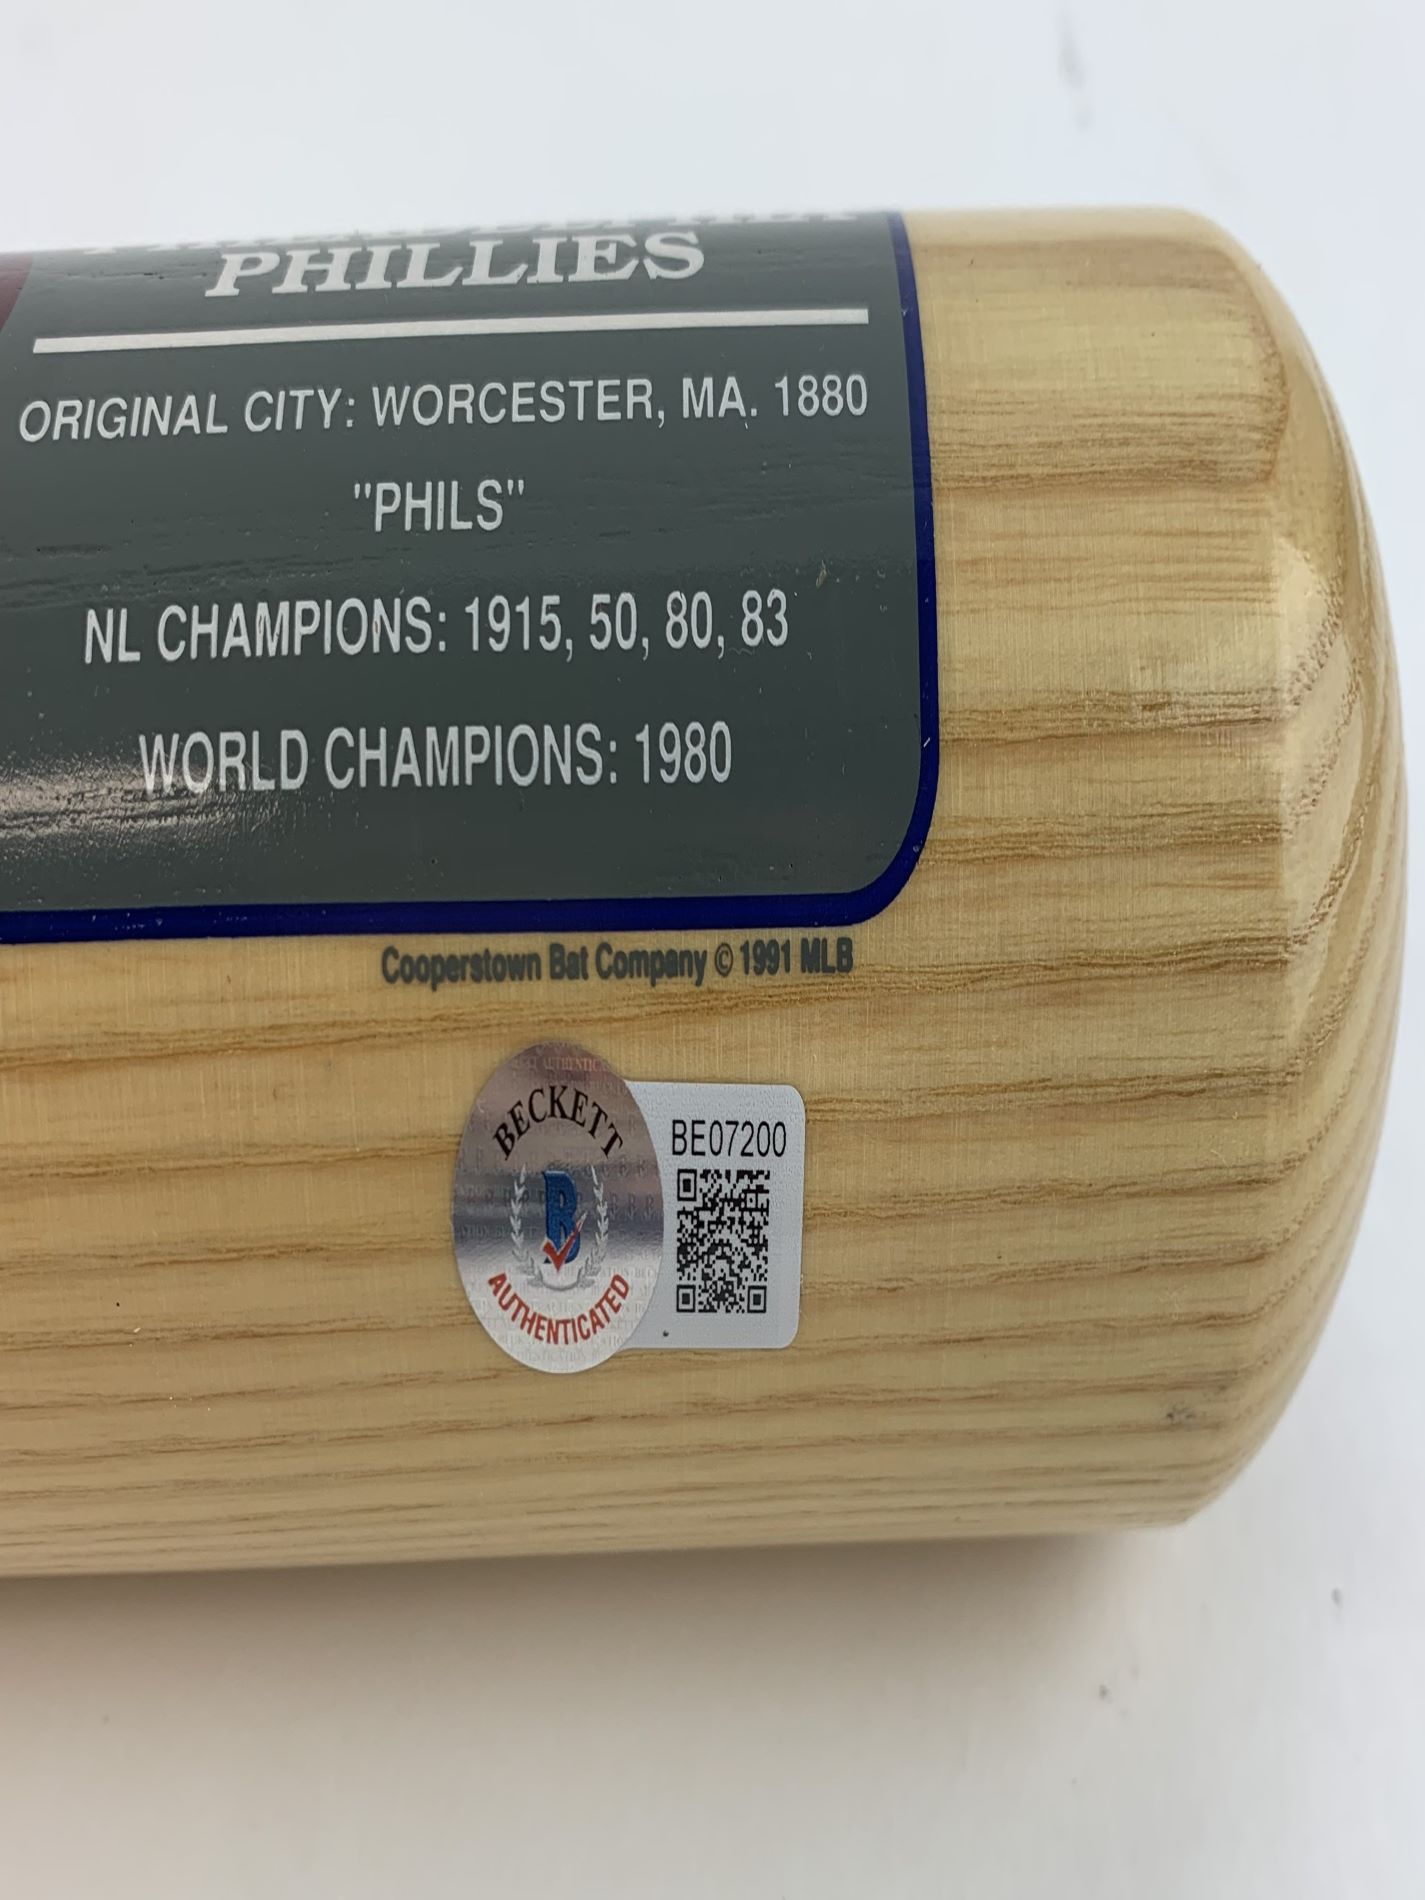 PHILLIES
ORIGINAL CITY: WORCESTER, MA. 1880
"PHILS"
NL CHAMPIONS: 1915, 50, 80, 83
WORLD CHAMPIONS: 1980
Cooperstown Bat Company © 1991 MLB
BECKETT
B
AUTHENTICATED
BE07200